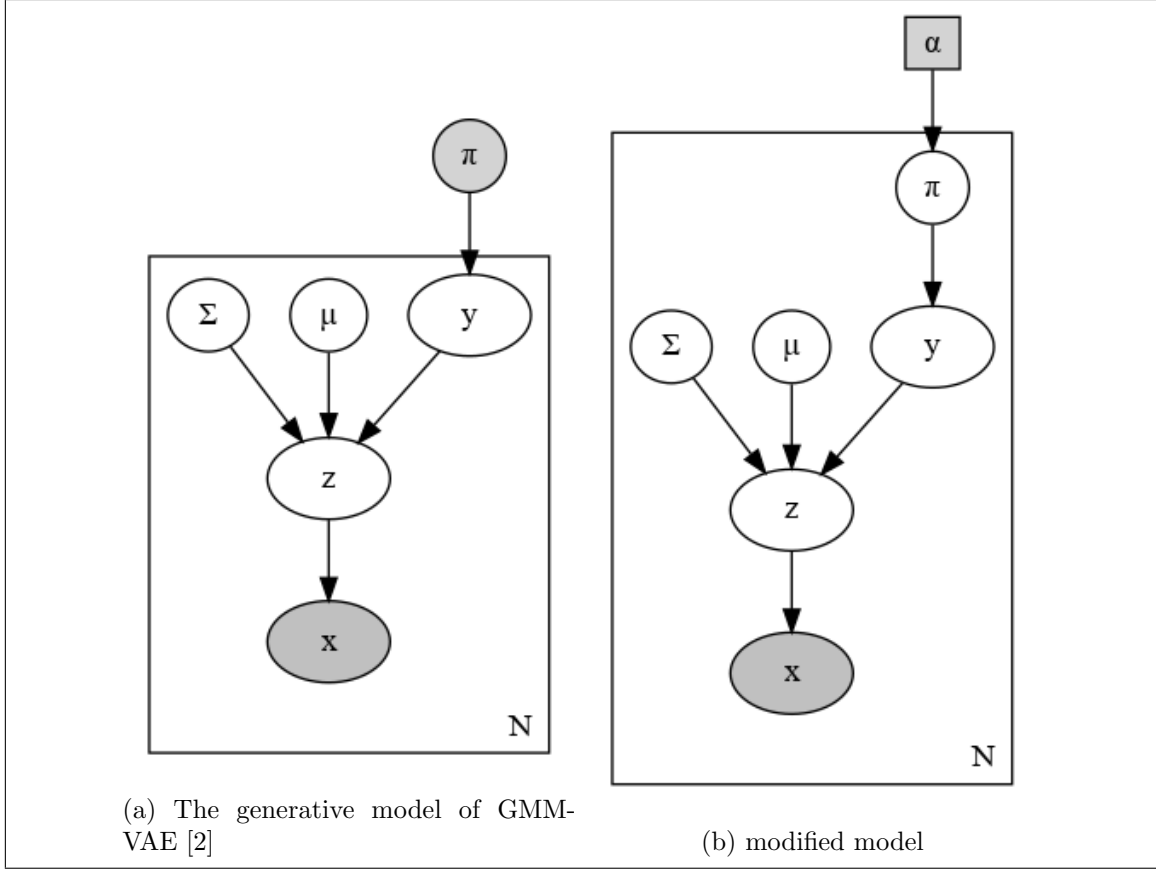 π
Σ
μ
y
z
x
N
(a) The generative model of GMM-
VAE [2]
α
π
Σ
μ
y
z
x
N
(b) modified model